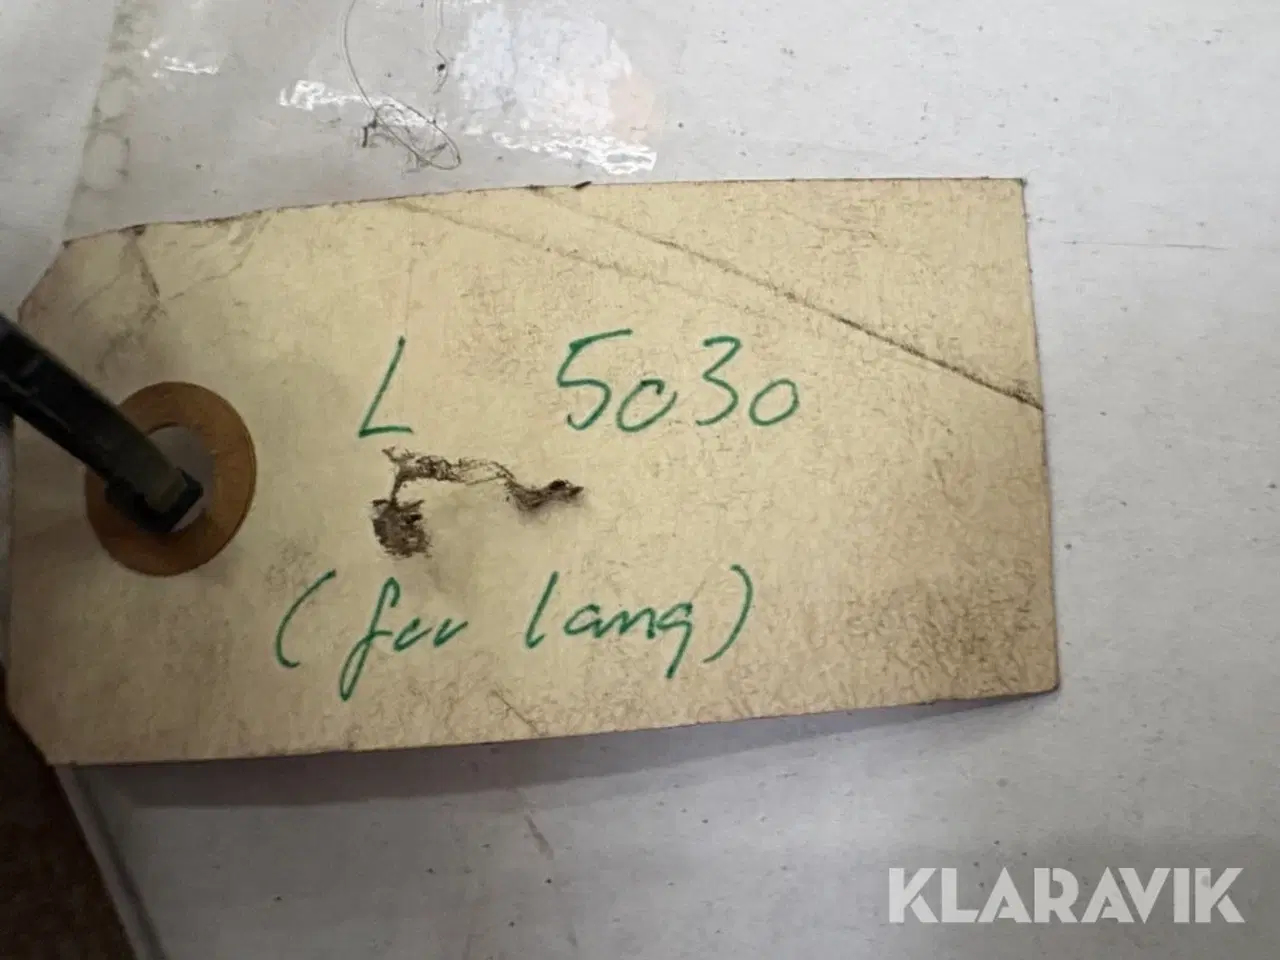 L 5030
(for lang)
KLARAVIK